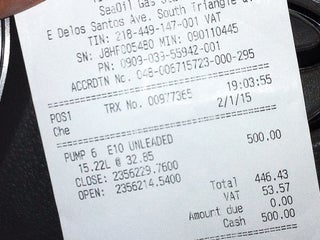 SeaOil Gas
E Delos Santos Ave, South Triangle
TIN: 218-449-147-001 VAT
SN: J8HF005480 MIN: 090110445
PN: 0909-039-55942-001
ACCRDTN No. 048-006715723-000-295
POS1 TRX No. 009773E5 19:03:55
Che 2/1/15
PUMP 6 E10 UNLEADED 500.00
15.22L @ 32.85
CLOSE: 2356229.7600
OPEN: 2356214.5400
Total 446.43
VAT 53.57
Amount due 0.00
Cash 500.00